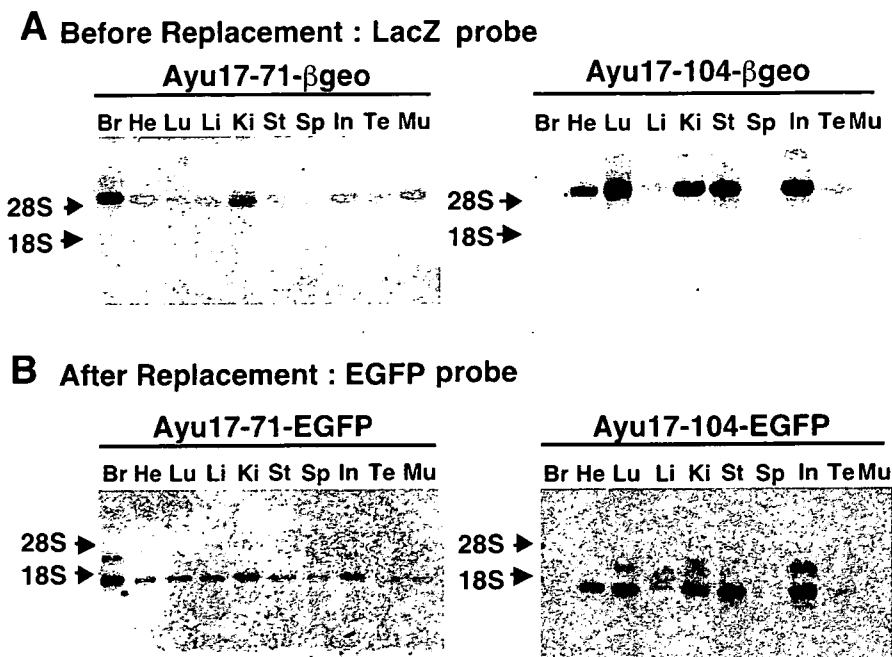 A Before Replacement : LacZ probe
Ayu17-71-βgeo
Br He Lu Li Ki St Sp In Te Mu
28S
18S
Ayu17-104-βgeo
Br He Lu Li Ki St Sp In Te Mu
28S
18S
B After Replacement : EGFP probe
Ayu17-71-EGFP
Br He Lu Li Ki St Sp In Te Mu
28S
18S
Ayu17-104-EGFP
Br He Lu Li Ki St Sp In Te Mu
28S
18S